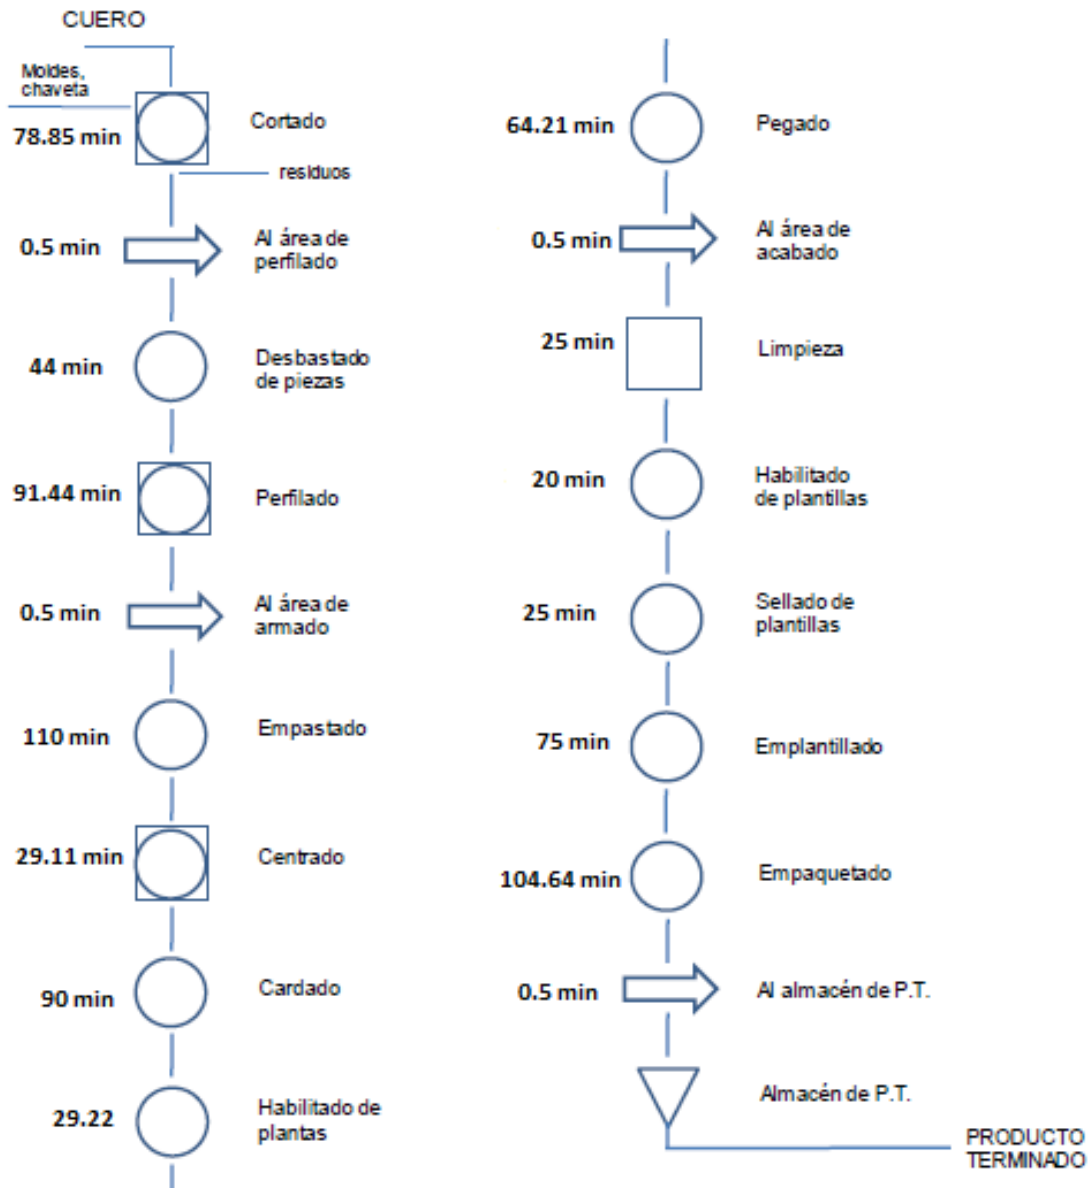 CUERO
Moldes,
chaveta
78.85 min
Cortado
residuos
0.5 min
Al área de
perfilado
44 min
Desbastado
de piezas
91.44 min
Perfilado
0.5 min
Al área de
armado
110 min
Empastado
29.11 min
Centrado
90 min
Cardado
29.22
Habilitado de
plantas
64.21 min
Pegado
0.5 min
Al área de
acabado
25 min
Limpieza
20 min
Habilitado
de plantillas
25 min
Sellado de
plantillas
75 min
Emplantillado
104.64 min
Empaquetado
0.5 min
Al almacén de P.T.
Almacén de P.T.
PRODUCTO
TERMINADO